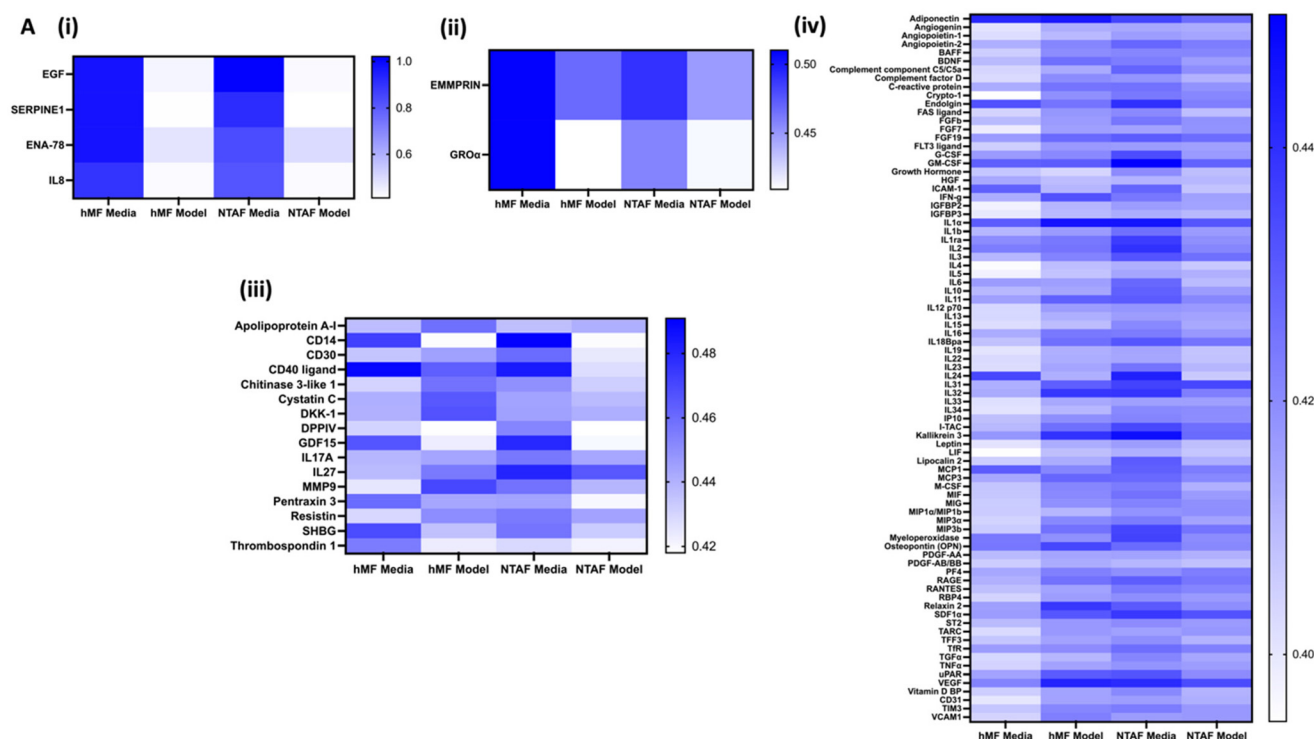 A (i)
EGF
SERPINE1
ENA-78
IL8
hMF Media hMF Model NTAF Media NTAF Model
1.0
0.8
0.6
(ii)
EMMPRIN
GROα
hMF Media hMF Model NTAF Media NTAF Model
0.50
0.45
(iii)
Apolipoprotein A-I
CD14
CD30
CD40 ligand
Chitinase 3-like 1
Cystatin C
DKK-1
DPPIV
GDF15
IL17A
IL27
MMP9
Pentraxin 3
Resistin
SHBG
Thrombospondin 1
hMF Media hMF Model NTAF Media NTAF Model
0.48
0.46
0.44
0.42
(iv)
Adiponectin
Angiogenin
Angiopoietin-1
Angiopoietin-2
BAFF
BDNF
Complement component C5/C5a
Complement factor D
C-reactive protein
Crypto-1
Endolgin
FAS ligand
FGFb
FGF7
FGF19
FLT3 ligand
G-CSF
GM-CSF
Growth Hormone
HGF
ICAM-1
IFN-g
IGFBP2
IGFBP3
IL1α
IL1b
IL1ra
IL2
IL3
IL4
IL5
IL6
IL10
IL11
IL12 p70
IL13
IL15
IL16
IL18Bpa
IL19
IL22
IL23
IL24
IL31
IL32
IL33
IL34
IP10
I-TAC
Kallikrein 3
Leptin
LIF
Lipocalin 2
MCP1
MCP3
M-CSF
MIF
MIG
MIP1α/MIP1b
MIP3α
MIP3b
Myeloperoxidase
Osteopontin (OPN)
PDGF-AA
PDGF-AB/BB
PF4
RAGE
RANTES
RBP4
Relaxin 2
SDF1α
ST2
TARC
TFF3
TfR
TGFα
TNFα
uPAR
VEGF
Vitamin D BP
CD31
TIM3
VCAM1
hMF Media hMF Model NTAF Media NTAF Model
0.44
0.42
0.40